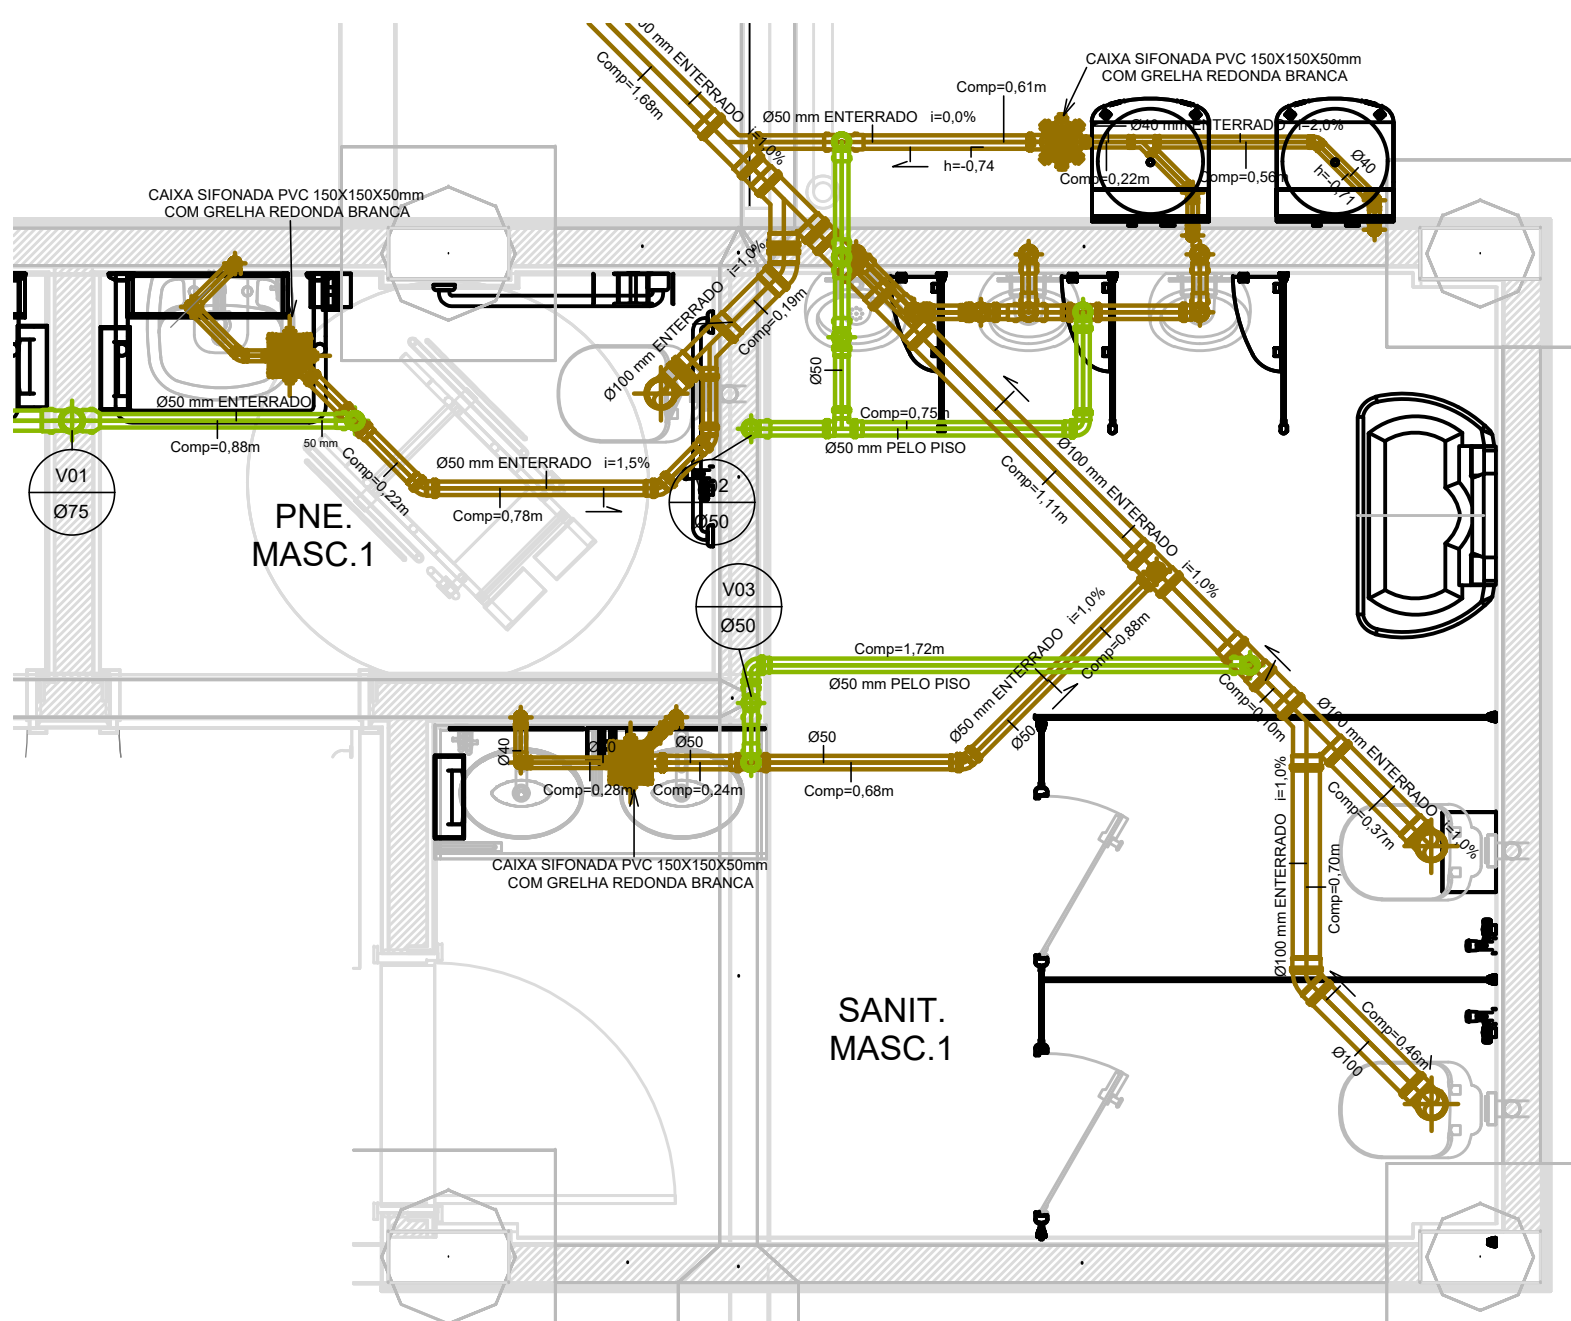 mm ENTERRADO i=1,0%
Comp=1,68m
CAIXA SIFONADA PVC 150X150X50mm
COM GRELHA REDONDA BRANCA
Comp=0,61m
Ø50 mm ENTERRADO i=0,0%
h=-0,74
Ø40 mm ENTERRADO i=2,0%
Comp=0,22m
Comp=0,56m
Ø40
h=-0,71
CAIXA SIFONADA PVC 150X150X50mm
COM GRELHA REDONDA BRANCA
Ø100 mm ENTERRADO i=1,0%
Comp=0,19m
Ø50
Ø50 mm ENTERRADO
Comp=0,88m
50 mm
Comp=0,22m
Ø50 mm ENTERRADO i=1,5%
Comp=0,78m
Comp=0,75m
Ø50 mm PELO PISO
V01
Ø75
Ø50
PNE.
MASC.1
Ø100 mm ENTERRADO i=1,0%
Comp=1,11m
V03
Ø50
Comp=1,72m
Ø50 mm PELO PISO
Ø50 mm ENTERRADO i=1,0%
Comp=0,88m
Ø50
Comp=0,10m
Ø100 mm ENTERRADO i=1,0%
Comp=0,37m
Ø40
Ø50
Ø50
Comp=0,28m
Comp=0,24m
Comp=0,68m
CAIXA SIFONADA PVC 150X150X50mm
COM GRELHA REDONDA BRANCA
Ø100 mm ENTERRADO i=1,0%
Comp=0,70m
SANIT.
MASC.1
Comp=0,46m
Ø100